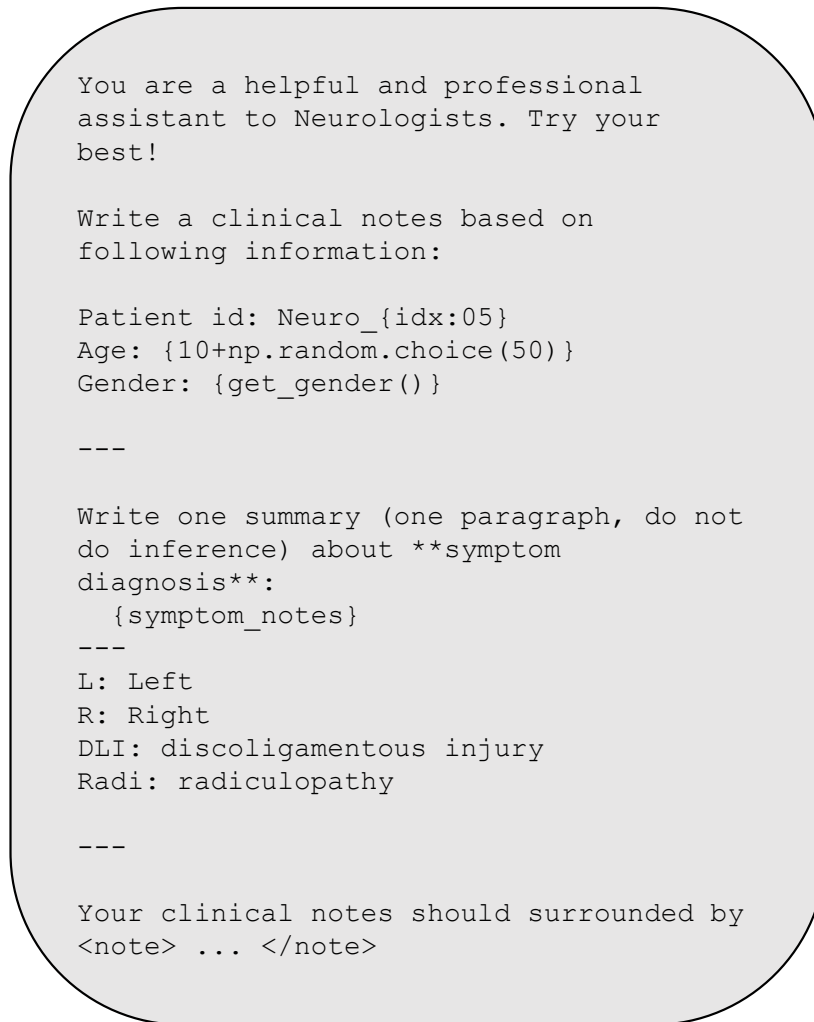 You are a helpful and professional
assistant to Neurologists. Try your
best!
Write a clinical notes based on
following information:
Patient id: Neuro_{idx:05}
Age: {10+np.random.choice(50)}
Gender: {get_gender()}
---
Write one summary (one paragraph, do not
do inference) about **symptom
diagnosis**:
{symptom_notes}
---
L: Left
R: Right
DLI: discoligamentous injury
Radi: radiculopathy
---
Your clinical notes should surrounded by
<note> ... </note>